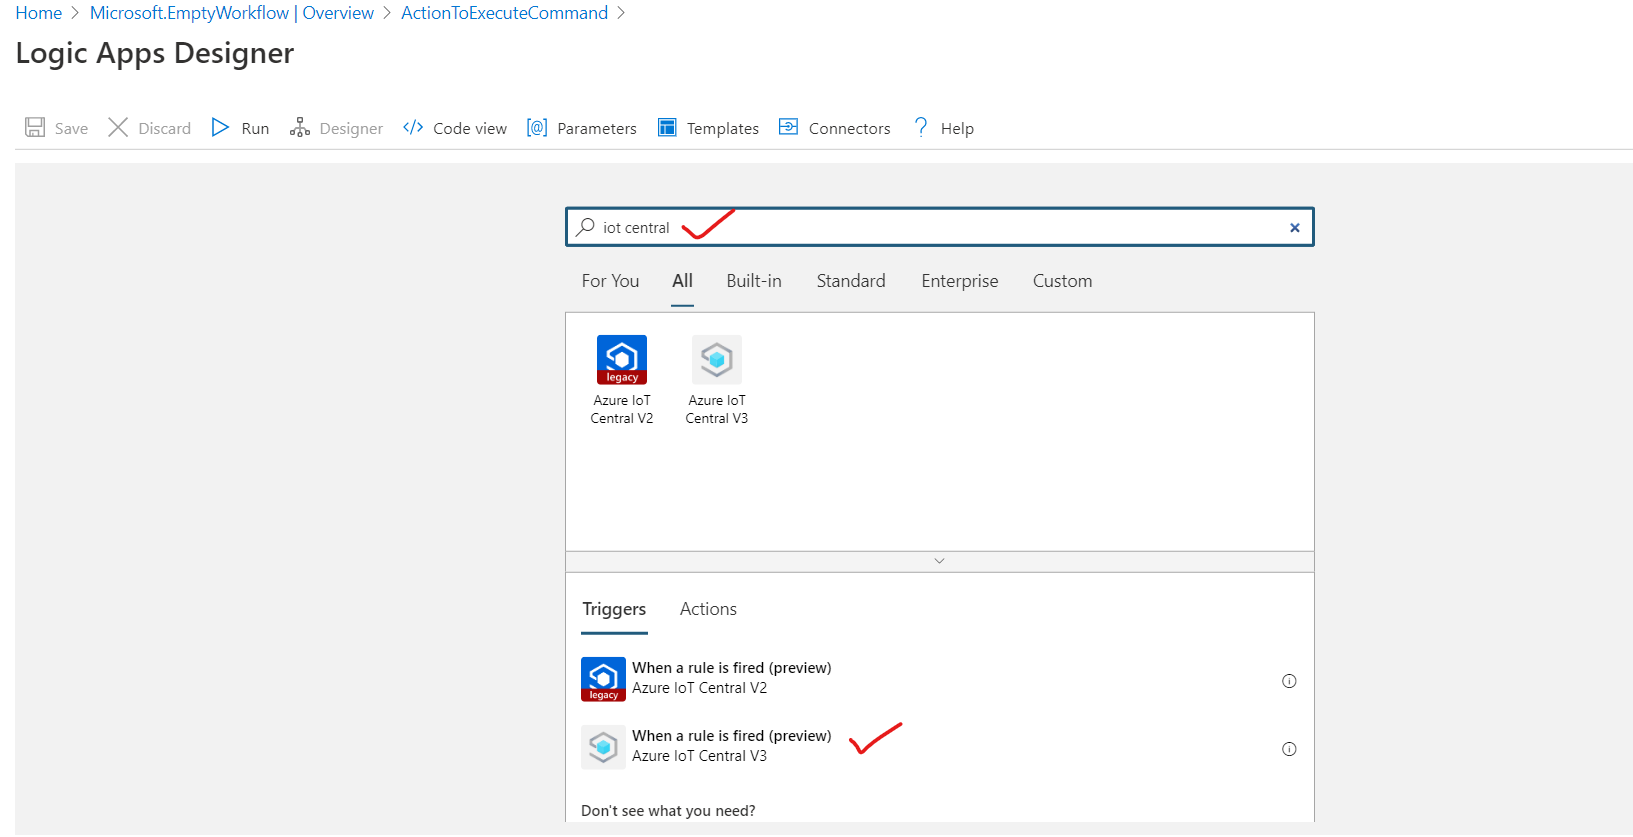 Home > Microsoft.EmptyWorkflow | Overview > ActionToExecuteCommand >
Logic Apps Designer
Save Discard Run Designer </> Code view [@] Parameters Templates Connectors ? Help
iot central
For You All Built-in Standard Enterprise Custom
legacy
Azure IoT Central V2
Azure IoT Central V3
Triggers Actions
legacy
When a rule is fired (preview)
Azure IoT Central V2
When a rule is fired (preview)
Azure IoT Central V3
Don't see what you need?